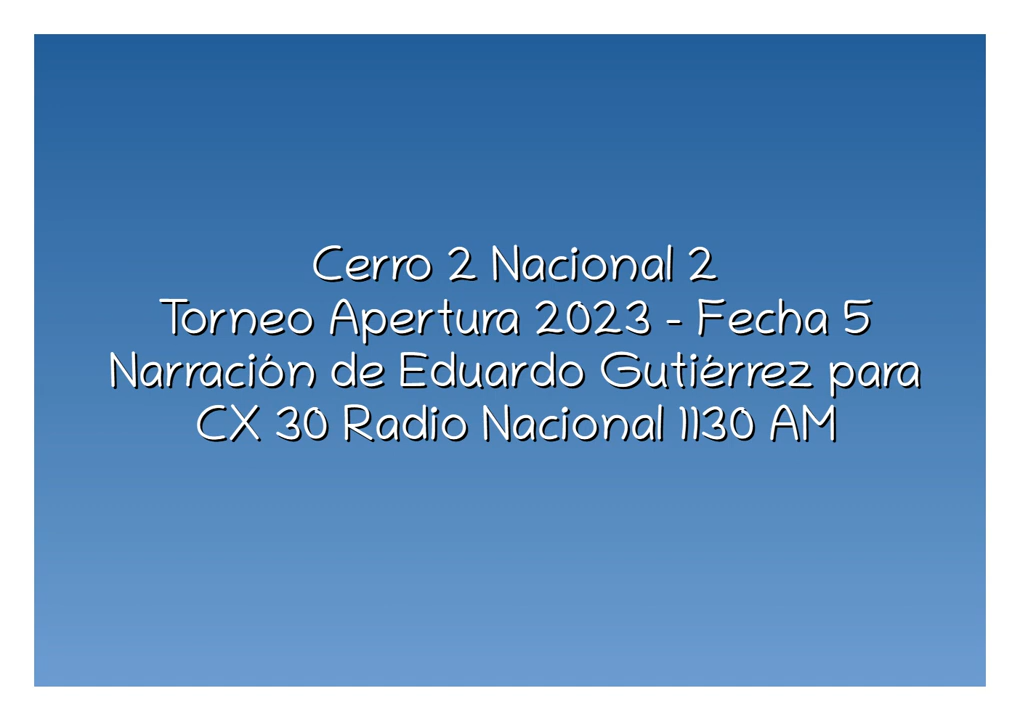 Cerro 2 Nacional 2
Torneo Apertura 2023 - Fecha 5
Narración de Eduardo Gutiérrez para
CX 30 Radio Nacional 1130 AM